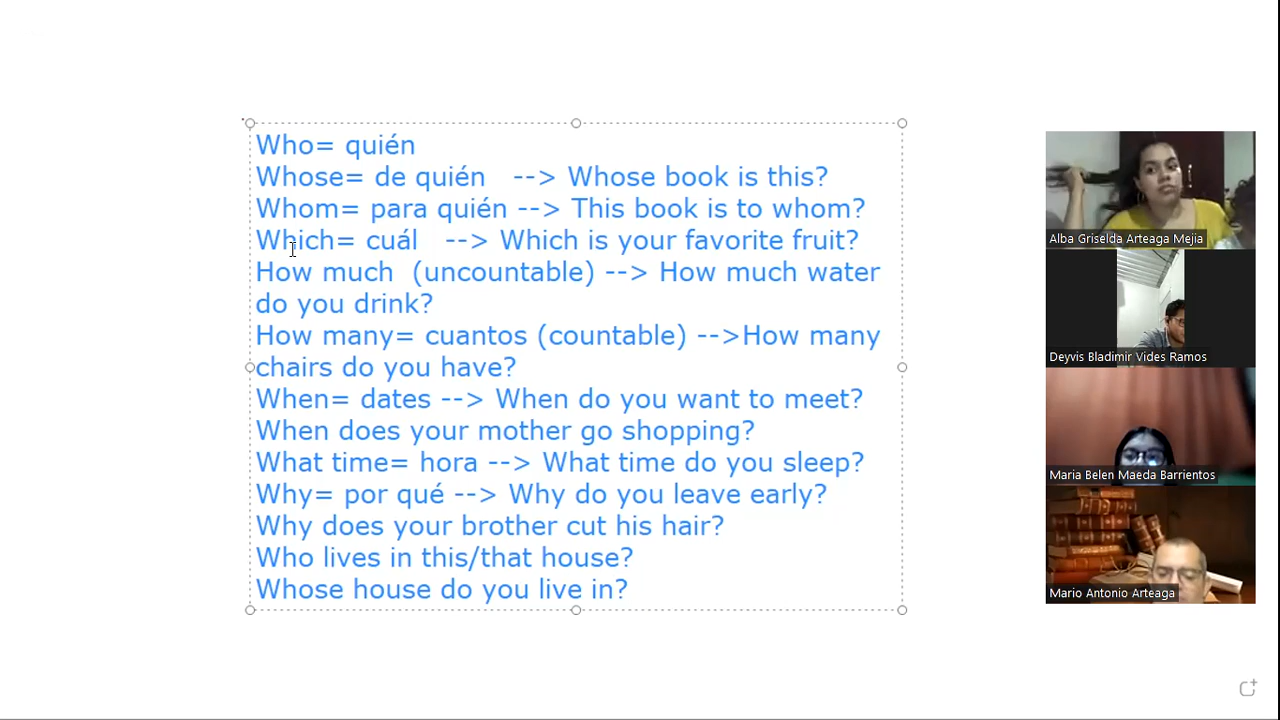 Who= quién
Whose= de quién --> Whose book is this?
Whom= para quién --> This book is to whom?
Which= cuál --> Which is your favorite fruit?
How much (uncountable) --> How much water
do you drink?
How many= cuantos (countable) -->How many
chairs do you have?
When= dates --> When do you want to meet?
When does your mother go shopping?
What time= hora --> What time do you sleep?
Why= por qué --> Why do you leave early?
Why does your brother cut his hair?
Who lives in this/that house?
Whose house do you live in?
Alba Griselda Arteaga Mejia
Deyvis Bladimir Vides Ramos
Maria Belen Maeda Barrientos
Mario Antonio Arteaga